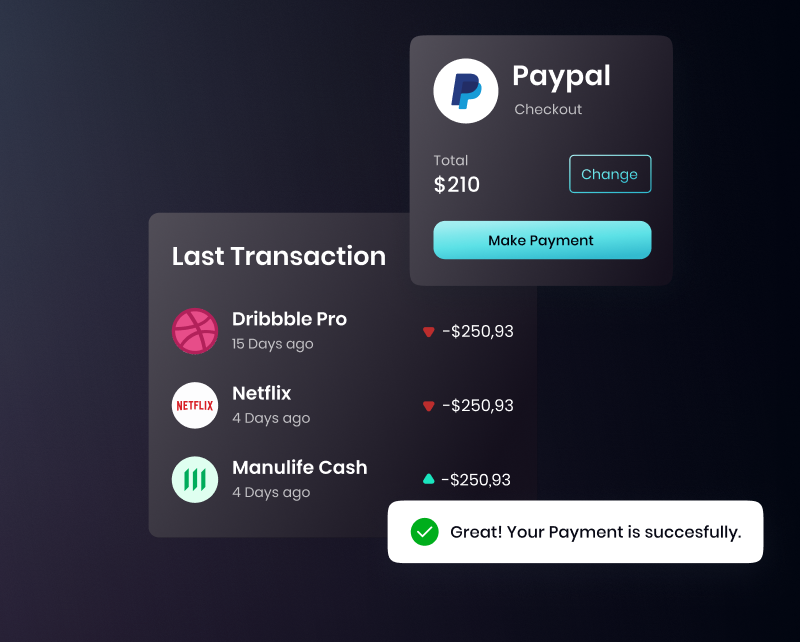 Paypal
Checkout
Total
$210
Change
Make Payment
Last Transaction
Dribbble Pro
15 Days ago
-$250,93
NETFLIX
Netflix
4 Days ago
-$250,93
Manulife Cash
4 Days ago
-$250,93
Great! Your Payment is succesfully.